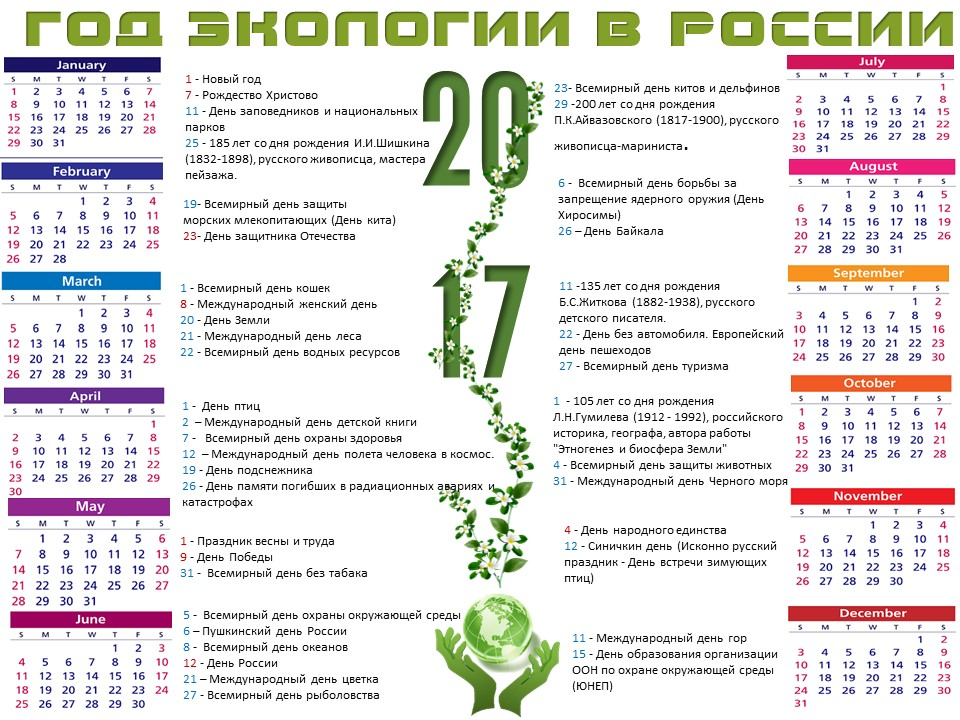 ГОД ЭКОЛОГИИ В РОССИИ
2017
January
S M T W T F S
1 2 3 4 5 6 7
8 9 10 11 12 13 14
15 16 17 18 19 20 21
22 23 24 25 26 27 28
29 30 31
1 - Новый год
7 - Рождество Христово
11 - День заповедников и национальных
парков
25 - 185 лет со дня рождения И.И.Шишкина
(1832-1898), русского живописца, мастера
пейзажа.
February
S M T W T F S
1 2 3 4
5 6 7 8 9 10 11
12 13 14 15 16 17 18
19 20 21 22 23 24 25
26 27 28
19- Всемирный день защиты
морских млекопитающих (День кита)
23- День защитника Отечества
March
S M T W T F S
1 2 3 4
5 6 7 8 9 10 11
12 13 14 15 16 17 18
19 20 21 22 23 24 25
26 27 28 29 30 31
1 - Всемирный день кошек
8 - Международный женский день
20 - День Земли
21 - Международный день леса
22 – Всемирный день водных ресурсов
April
S M T W T F S
1
2 3 4 5 6 7 8
9 10 11 12 13 14 15
16 17 18 19 20 21 22
23 24 25 26 27 28 29
30
1 - День птиц
2 – Международный день детской книги
7 - Всемирный день охраны здоровья
12 – Международный день полета человека в космос.
19 - День подснежника
26 - День памяти погибших в радиационных авариях и
катастрофах
May
S M T W T F S
1 2 3 4 5 6
7 8 9 10 11 12 13
14 15 16 17 18 19 20
21 22 23 24 25 26 27
28 29 30 31
1 - Праздник весны и труда
9 - День Победы
31 - Всемирный день без табака
June
S M T W T F S
1 2 3
4 5 6 7 8 9 10
11 12 13 14 15 16 17
18 19 20 21 22 23 24
25 26 27 28 29 30
5 - Всемирный день охраны окружающей среды
6 – Пушкинский день России
8 - Всемирный день океанов
12 - День России
21 – Международный день цветка
27 - Всемирный день рыболовства
July
S M T W T F S
1
2 3 4 5 6 7 8
9 10 11 12 13 14 15
16 17 18 19 20 21 22
23 24 25 26 27 28 29
30 31
23- Всемирный день китов и дельфинов
29 -200 лет со дня рождения
П.К.Айвазовского (1817-1900), русского
живописца-мариниста.
August
S M T W T F S
1 2 3 4 5
6 7 8 9 10 11 12
13 14 15 16 17 18 19
20 21 22 23 24 25 26
27 28 29 30 31
6 - Всемирный день борьбы за
запрещение ядерного оружия (День
Хиросимы)
26 – День Байкала
September
S M T W T F S
1 2
3 4 5 6 7 8 9
10 11 12 13 14 15 16
17 18 19 20 21 22 23
24 25 26 27 28 29 30
11 -135 лет со дня рождения
Б.С.Житкова (1882-1938), русского
детского писателя.
22 - День без автомобиля. Европейский
день пешеходов
27 - Всемирный день туризма
October
S M T W T F S
1 2 3 4 5 6 7
8 9 10 11 12 13 14
15 16 17 18 19 20 21
22 23 24 25 26 27 28
29 30 31
1 - 105 лет со дня рождения
Л.Н.Гумилева (1912 - 1992), российского
историка, географа, автора работы
"Этногенез и биосфера Земли"
4 - Всемирный день защиты животных
31 - Международный день Черного моря
November
S M T W T F S
1 2 3 4
5 6 7 8 9 10 11
12 13 14 15 16 17 18
19 20 21 22 23 24 25
26 27 28 29 30
4 - День народного единства
12 - Синичкин день (Исконно русский
праздник - День встречи зимующих
птиц)
December
S M T W T F S
1 2
3 4 5 6 7 8 9
10 11 12 13 14 15 16
17 18 19 20 21 22 23
24 25 26 27 28 29 30
31
11 - Международный день гор
15 - День образования организации
ООН по охране окружающей среды
(ЮНЕП)